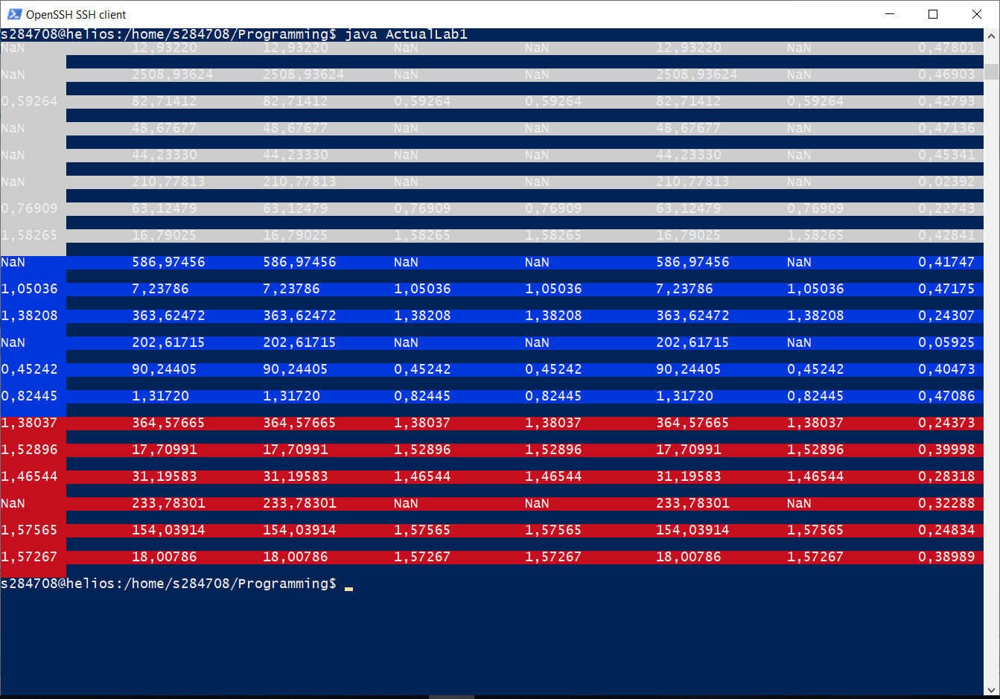 OpenSSH SSH client
s284708@helios:/home/s284708/Programming$ java ActualLab1
NaN 12,93220 12,93220 NaN NaN 12,93220 NaN 0,47801
NaN 2508,93624 2508,93624 NaN NaN 2508,93624 NaN 0,46903
0,59264 82,71412 82,71412 0,59264 0,59264 82,71412 0,59264 0,42793
NaN 48,67677 48,67677 NaN NaN 48,67677 NaN 0,47136
NaN 44,23330 44,23330 NaN NaN 44,23330 NaN 0,45341
NaN 210,77813 210,77813 NaN NaN 210,77813 NaN 0,02392
0,76909 63,12479 63,12479 0,76909 0,76909 63,12479 0,76909 0,22743
1,58265 16,79025 16,79025 1,58265 1,58265 16,79025 1,58265 0,42841
NaN 586,97456 586,97456 NaN NaN 586,97456 NaN 0,41747
1,05036 7,23786 7,23786 1,05036 1,05036 7,23786 1,05036 0,47175
1,38208 363,62472 363,62472 1,38208 1,38208 363,62472 1,38208 0,24307
NaN 202,61715 202,61715 NaN NaN 202,61715 NaN 0,05925
0,45242 90,24405 90,24405 0,45242 0,45242 90,24405 0,45242 0,40473
0,82445 1,31720 1,31720 0,82445 0,82445 1,31720 0,82445 0,47086
1,38037 364,57665 364,57665 1,38037 1,38037 364,57665 1,38037 0,24373
1,52896 17,70991 17,70991 1,52896 1,52896 17,70991 1,52896 0,39998
1,46544 31,19583 31,19583 1,46544 1,46544 31,19583 1,46544 0,28318
NaN 233,78301 233,78301 NaN NaN 233,78301 NaN 0,32288
1,57565 154,03914 154,03914 1,57565 1,57565 154,03914 1,57565 0,24834
1,57267 18,00786 18,00786 1,57267 1,57267 18,00786 1,57267 0,38989
s284708@helios:/home/s284708/Programming$